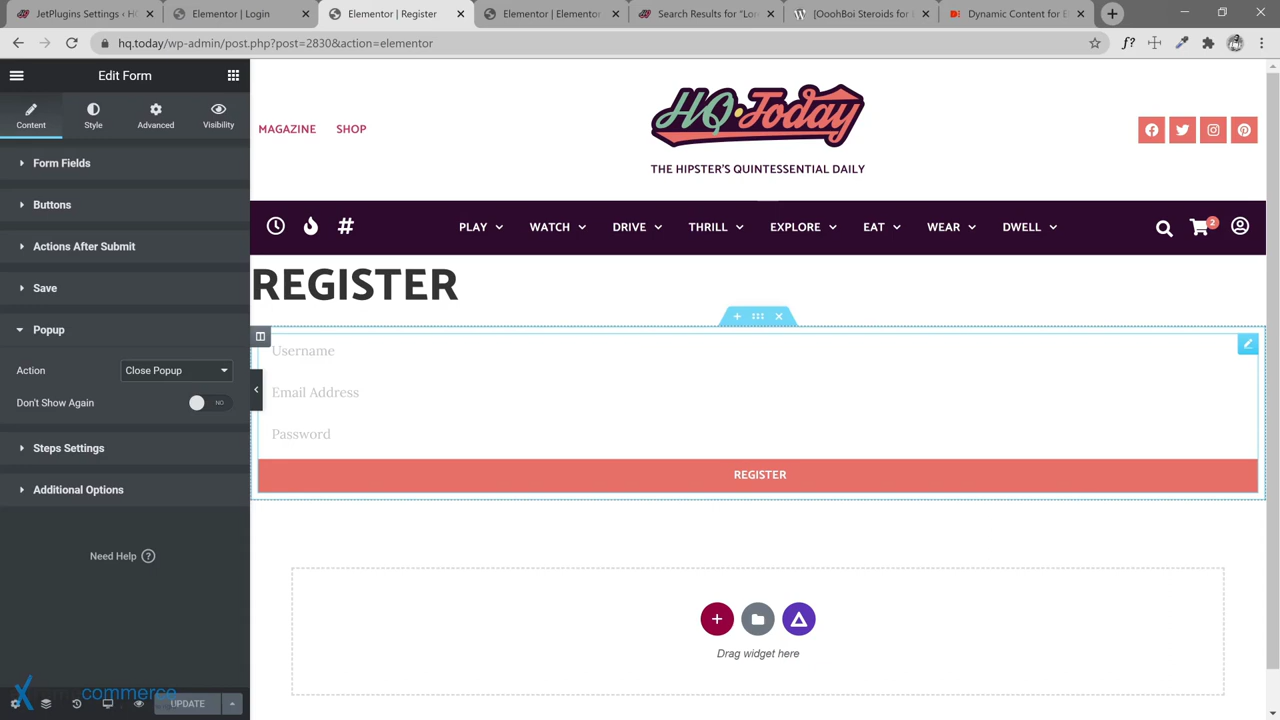 JetPlugins Settings ‹ H
Elementor | Login
Elementor | Register
Elementor | Elementor
Search Results for "Lor
[OoohBoi Steroids for
Dynamic Content for E
hq.today/wp-admin/post.php?post=2830&action=elementor
Edit Form
Content Style Advanced Visibility
Form Fields
Buttons
Actions After Submit
Save
Popup
Action Close Popup
Don't Show Again NO
Steps Settings
Additional Options
Need Help ?
commerce
UPDATE
MAGAZINE SHOP
HQ Today
THE HIPSTER'S QUINTESSENTIAL DAILY
PLAY WATCH DRIVE THRILL EXPLORE EAT WEAR DWELL
2
REGISTER
Username
Email Address
Password
REGISTER
Drag widget here